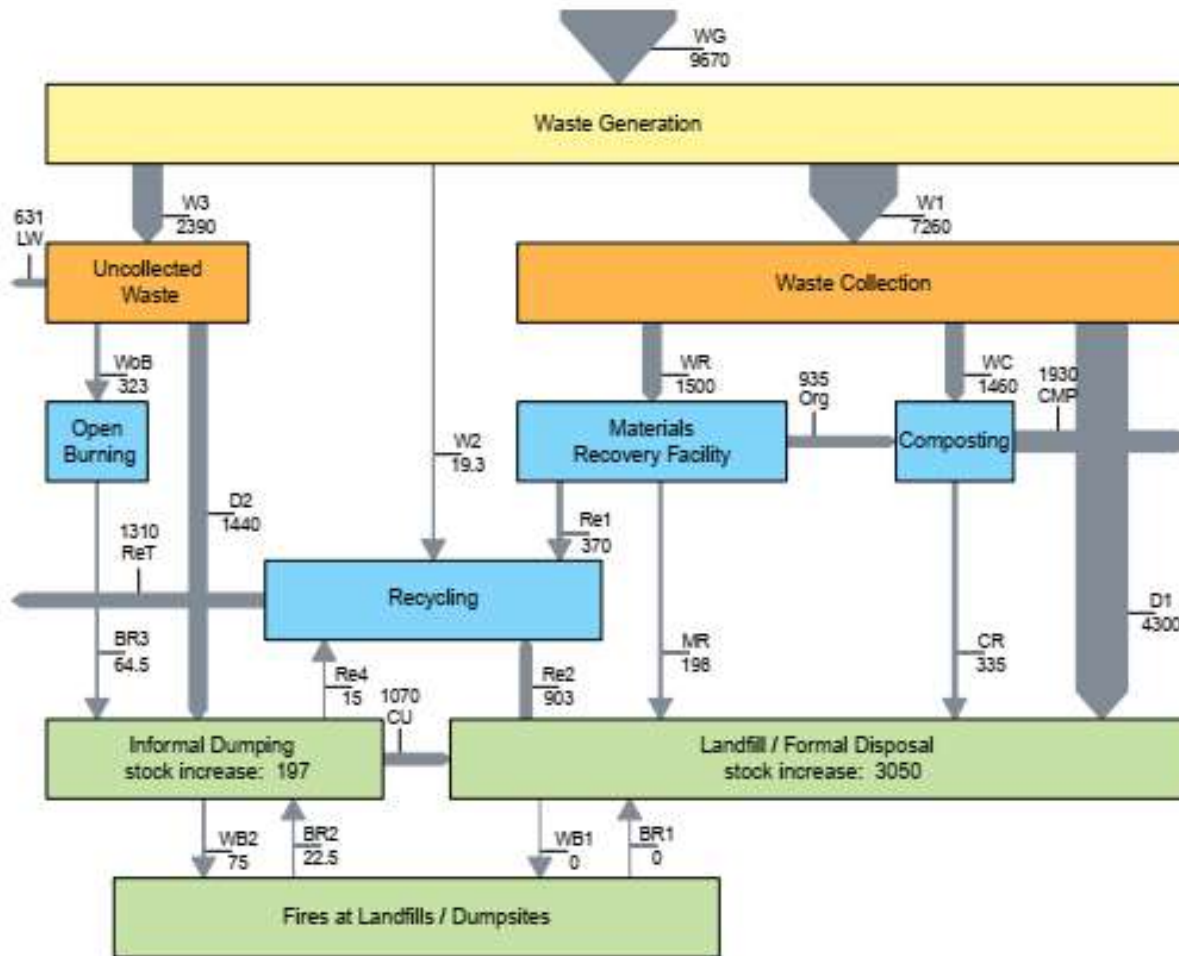 WG
9670
Waste Generation
W3
2390
W1
7260
631
LW
Uncollected
Waste
Waste Collection
WoB
323
WR
1500
935
Org
WC
1460
1930
CMP
Open
Burning
W2
19.3
Materials
Recovery Facility
Composting
D2
1440
1310
ReT
Re1
370
Recycling
D1
4300
BR3
64.5
Re4
15
1070
CU
Re2
903
MR
198
CR
335
Informal Dumping
stock increase: 197
Landfill / Formal Disposal
stock increase: 3050
WB2
75
BR2
22.5
WB1
0
BR1
0
Fires at Landfills / Dumpsites